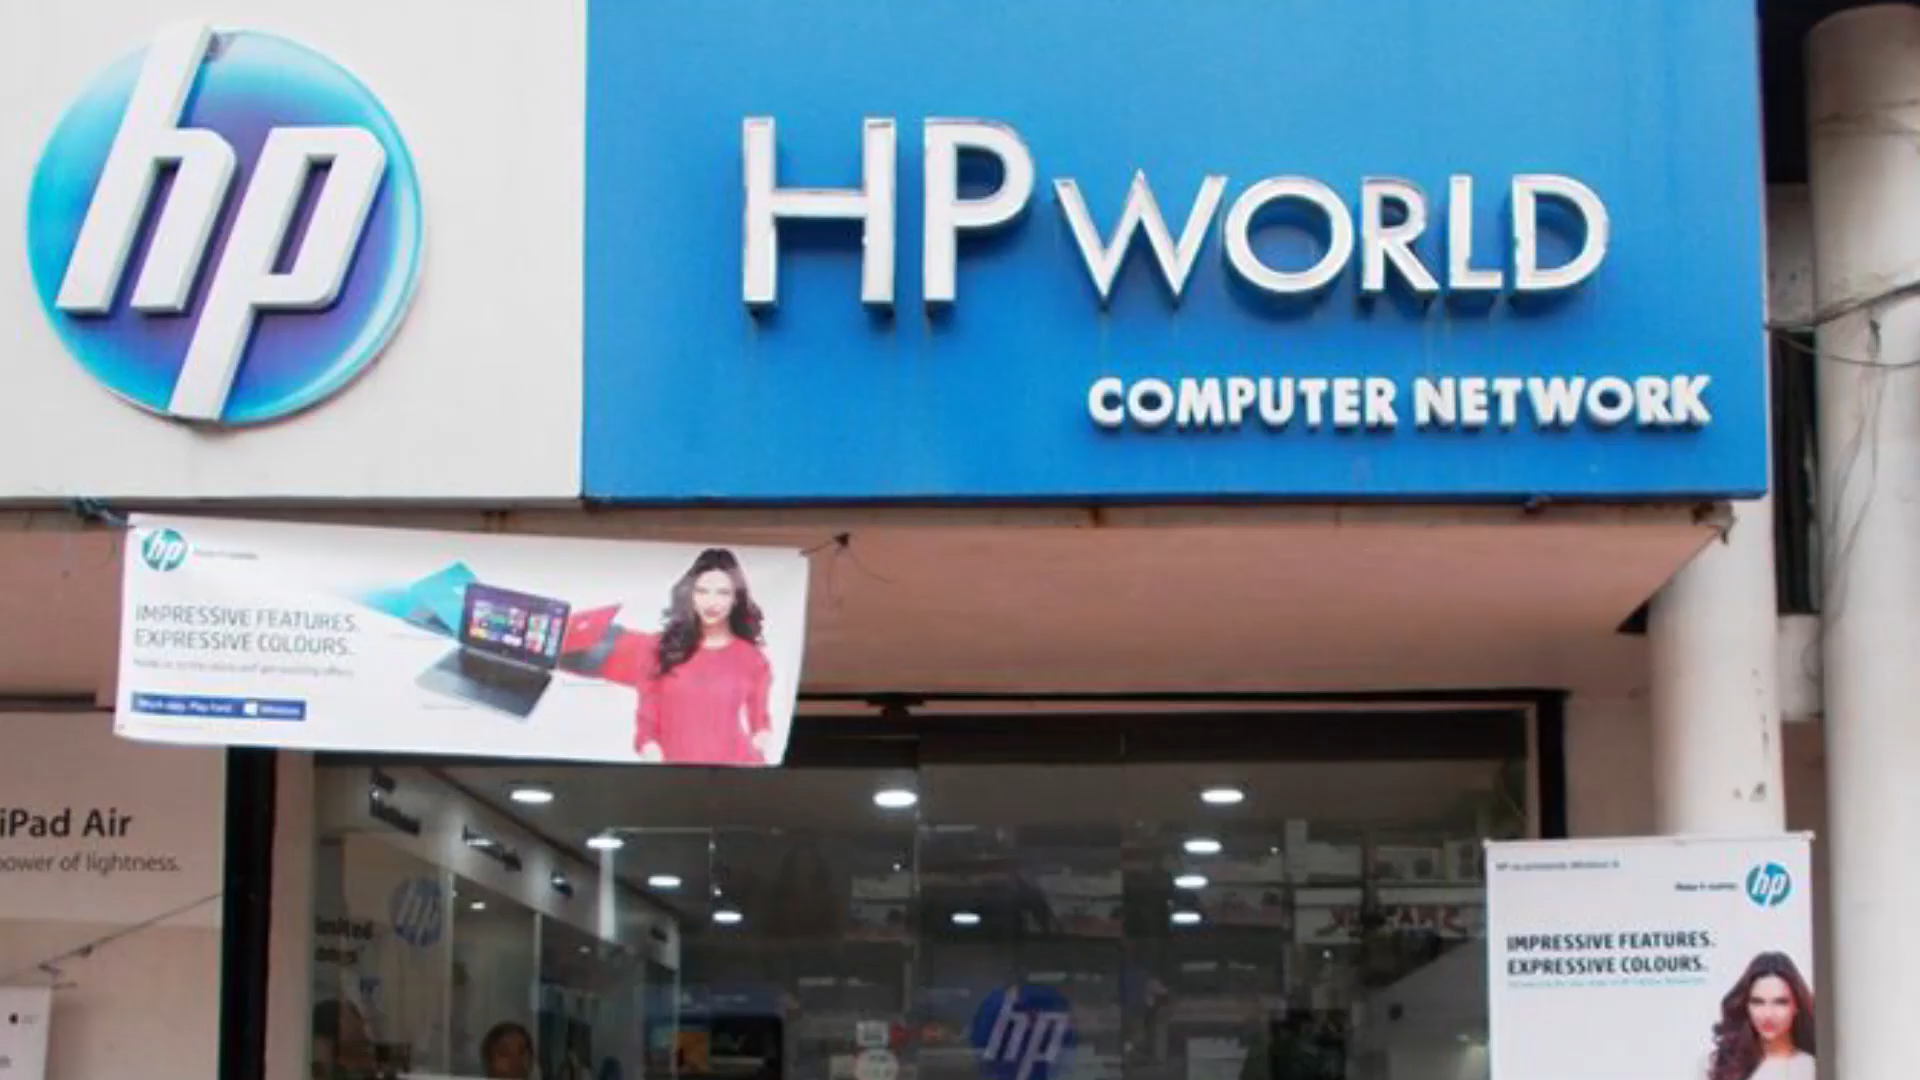 hp
HP WORLD
COMPUTER NETWORK
hp
IMPRESSIVE FEATURES.
EXPRESSIVE COLOURS.
Windows
iPad Air
power of lightness.
hp
hp
hp
IMPRESSIVE FEATURES.
EXPRESSIVE COLOURS.